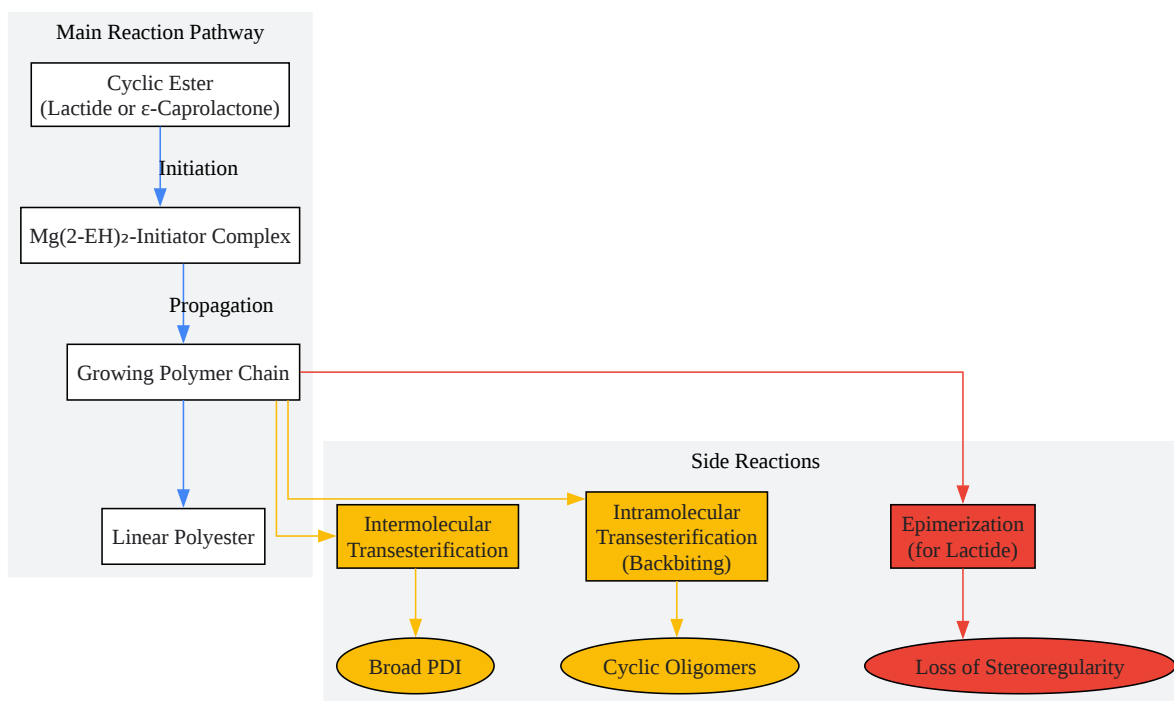 Main Reaction Pathway
Cyclic Ester
(Lactide or ε-Caprolactone)
Initiation
Mg(2-EH)₂-Initiator Complex
Propagation
Growing Polymer Chain
Linear Polyester
Side Reactions
Intermolecular
Transesterification
Intramolecular
Transesterification
(Backbiting)
Epimerization
(for Lactide)
Broad PDI
Cyclic Oligomers
Loss of Stereoregularity